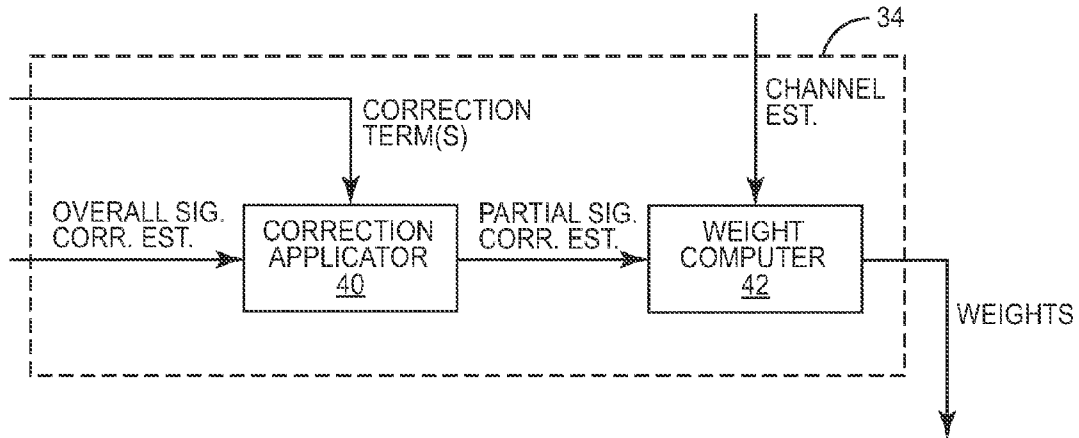 34
CHANNEL
EST.
CORRECTION
TERM(S)
OVERALL SIG.
CORR. EST.
CORRECTION
APPLICATOR
40
PARTIAL SIG.
CORR. EST.
WEIGHT
COMPUTER
42
WEIGHTS